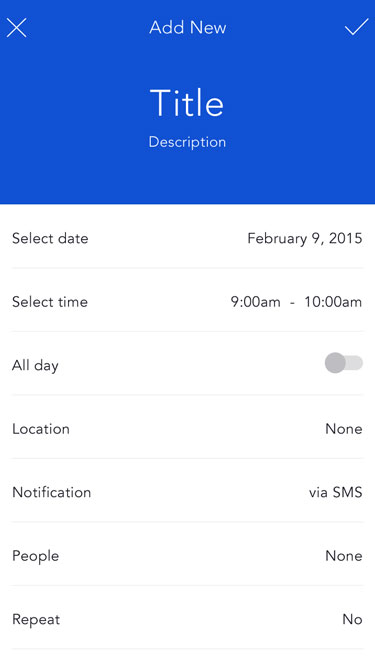 Add New
Title
Description
Select date February 9, 2015
Select time 9:00am - 10:00am
All day
Location None
Notification via SMS
People None
Repeat No